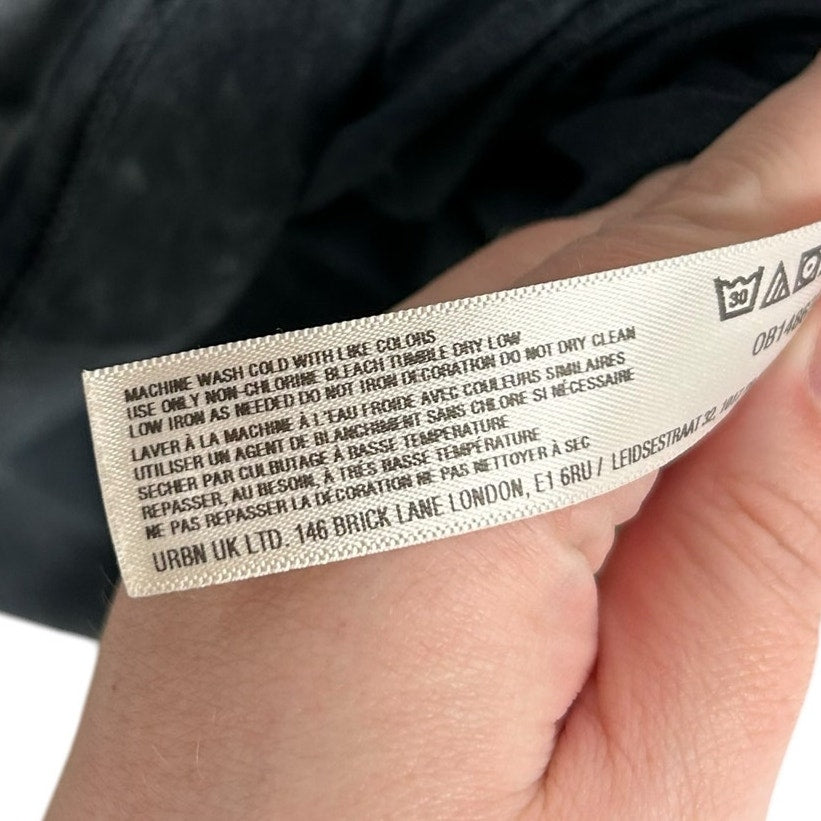 MACHINE WASH COLD WITH LIKE COLORS
USE ONLY NON-CHLORINE BLEACH TUMBLE DRY LOW
LOW IRON AS NEEDED DO NOT IRON DECORATION DO NOT DRY CLEAN
LAVER À LA MACHINE À L'EAU FROIDE AVEC COULEURS SIMILAIRES
UTILISER UN AGENT DE BLANCHIMENT SANS CHLORE SI NÉCESSAIRE
SECHER PAR CULBUTAGE À BASSE TEMPERATURE
REPASSER, AU BESOIN, À TRÈS BASSE TEMPÉRATURE
NE PAS REPASSER LA DÉCORATION NE PAS NETTOYER À SEC
URBN UK LTD. 146 BRICK LANE LONDON, E1 6RU / LEIDSESTRAAT 32,
30